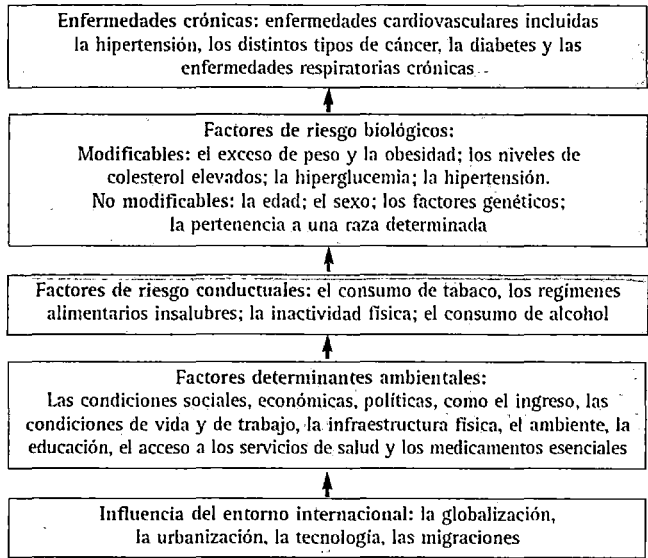 Enfermedades crónicas: enfermedades cardiovasculares incluidas
la hipertensión, los distintos tipos de cáncer, la diabetes y las
enfermedades respiratorias crónicas
Factores de riesgo biológicos:
Modificables: el exceso de peso y la obesidad; los niveles de
colesterol elevados; la hiperglucemia; la hipertensión.
No modificables: la edad; el sexo; los factores genéticos;
la pertenencia a una raza determinada
Factores de riesgo conductuales: el consumo de tabaco, los regímenes
alimentarios insalubres; la inactividad física; el consumo de alcohol
Factores determinantes ambientales:
Las condiciones sociales, económicas, políticas, como el ingreso, las
condiciones de vida y de trabajo, la infraestructura física, el ambiente, la
educación, el acceso a los servicios de salud y los medicamentos esenciales
Influencia del entorno internacional: la globalización,
la urbanización, la tecnología, las migraciones